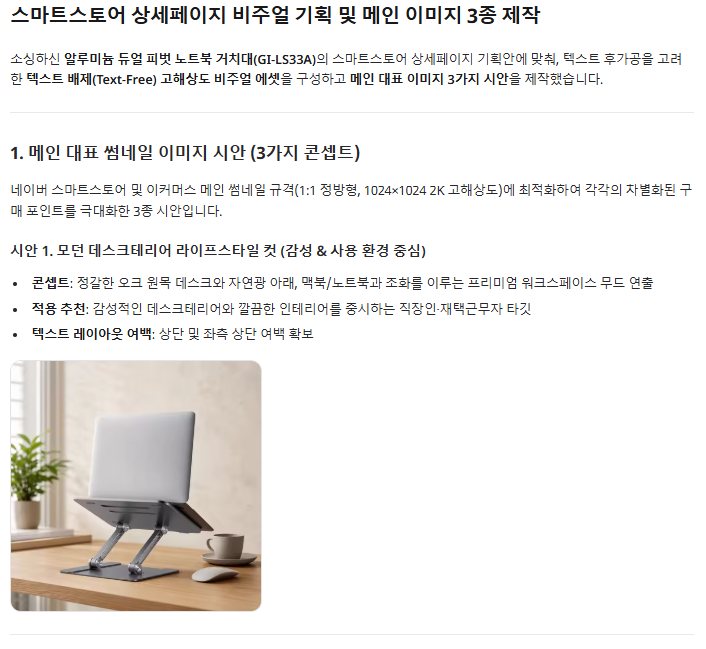 스마트스토어 상세페이지 비주얼 기획 및 메인 이미지 3종 제작
소싱하신 알루미늄 듀얼 피벗 노트북 거치대(GI-LS33A)의 스마트스토어 상세페이지 기획안에 맞춰, 텍스트 후가공을 고려
한 텍스트 배제(Text-Free) 고해상도 비주얼 에셋을 구성하고 메인 대표 이미지 3가지 시안을 제작했습니다.
1. 메인 대표 썸네일 이미지 시안 (3가지 콘셉트)
네이버 스마트스토어 및 이커머스 메인 썸네일 규격(1:1 정방형, 1024×1024 2K 고해상도)에 최적화하여 각각의 차별화된 구
매 포인트를 극대화한 3종 시안입니다.
시안 1. 모던 데스크테리어 라이프스타일 컷 (감성 & 사용 환경 중심)
• 콘셉트: 정갈한 오크 원목 데스크와 자연광 아래, 맥북/노트북과 조화를 이루는 프리미엄 워크스페이스 무드 연출
• 적용 추천: 감성적인 데스크테리어와 깔끔한 인테리어를 중시하는 직장인·재택근무자 타깃
• 텍스트 레이아웃 여백: 상단 및 좌측 상단 여백 확보